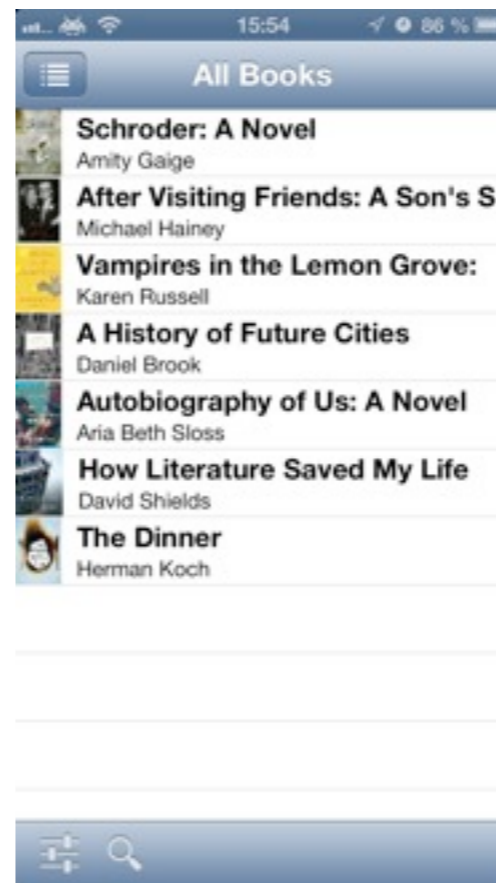 15:54
86 %
All Books
Schroder: A Novel
Amity Gaige
After Visiting Friends: A Son's S
Michael Hainey
Vampires in the Lemon Grove:
Karen Russell
A History of Future Cities
Daniel Brook
Autobiography of Us: A Novel
Aria Beth Sloss
How Literature Saved My Life
David Shields
The Dinner
Herman Koch